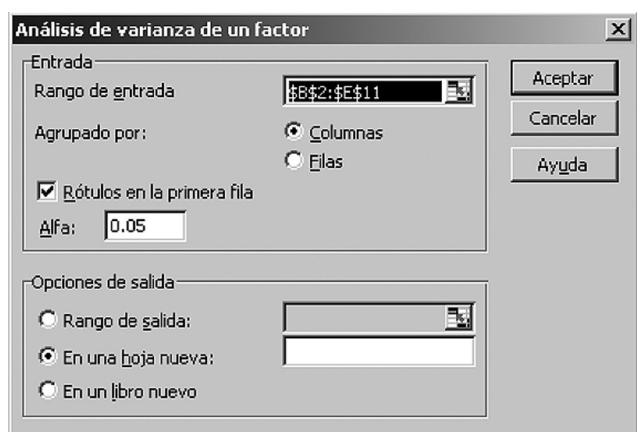 Análisis de varianza de un factor
Entrada
Rango de entrada $B$2:$E$11
Aceptar
Cancelar
Ayuda
Agrupado por: Columnas
Filas
Rótulos en la primera fila
Alfa: 0.05
Opciones de salida
Rango de salida:
En una hoja nueva:
En un libro nuevo